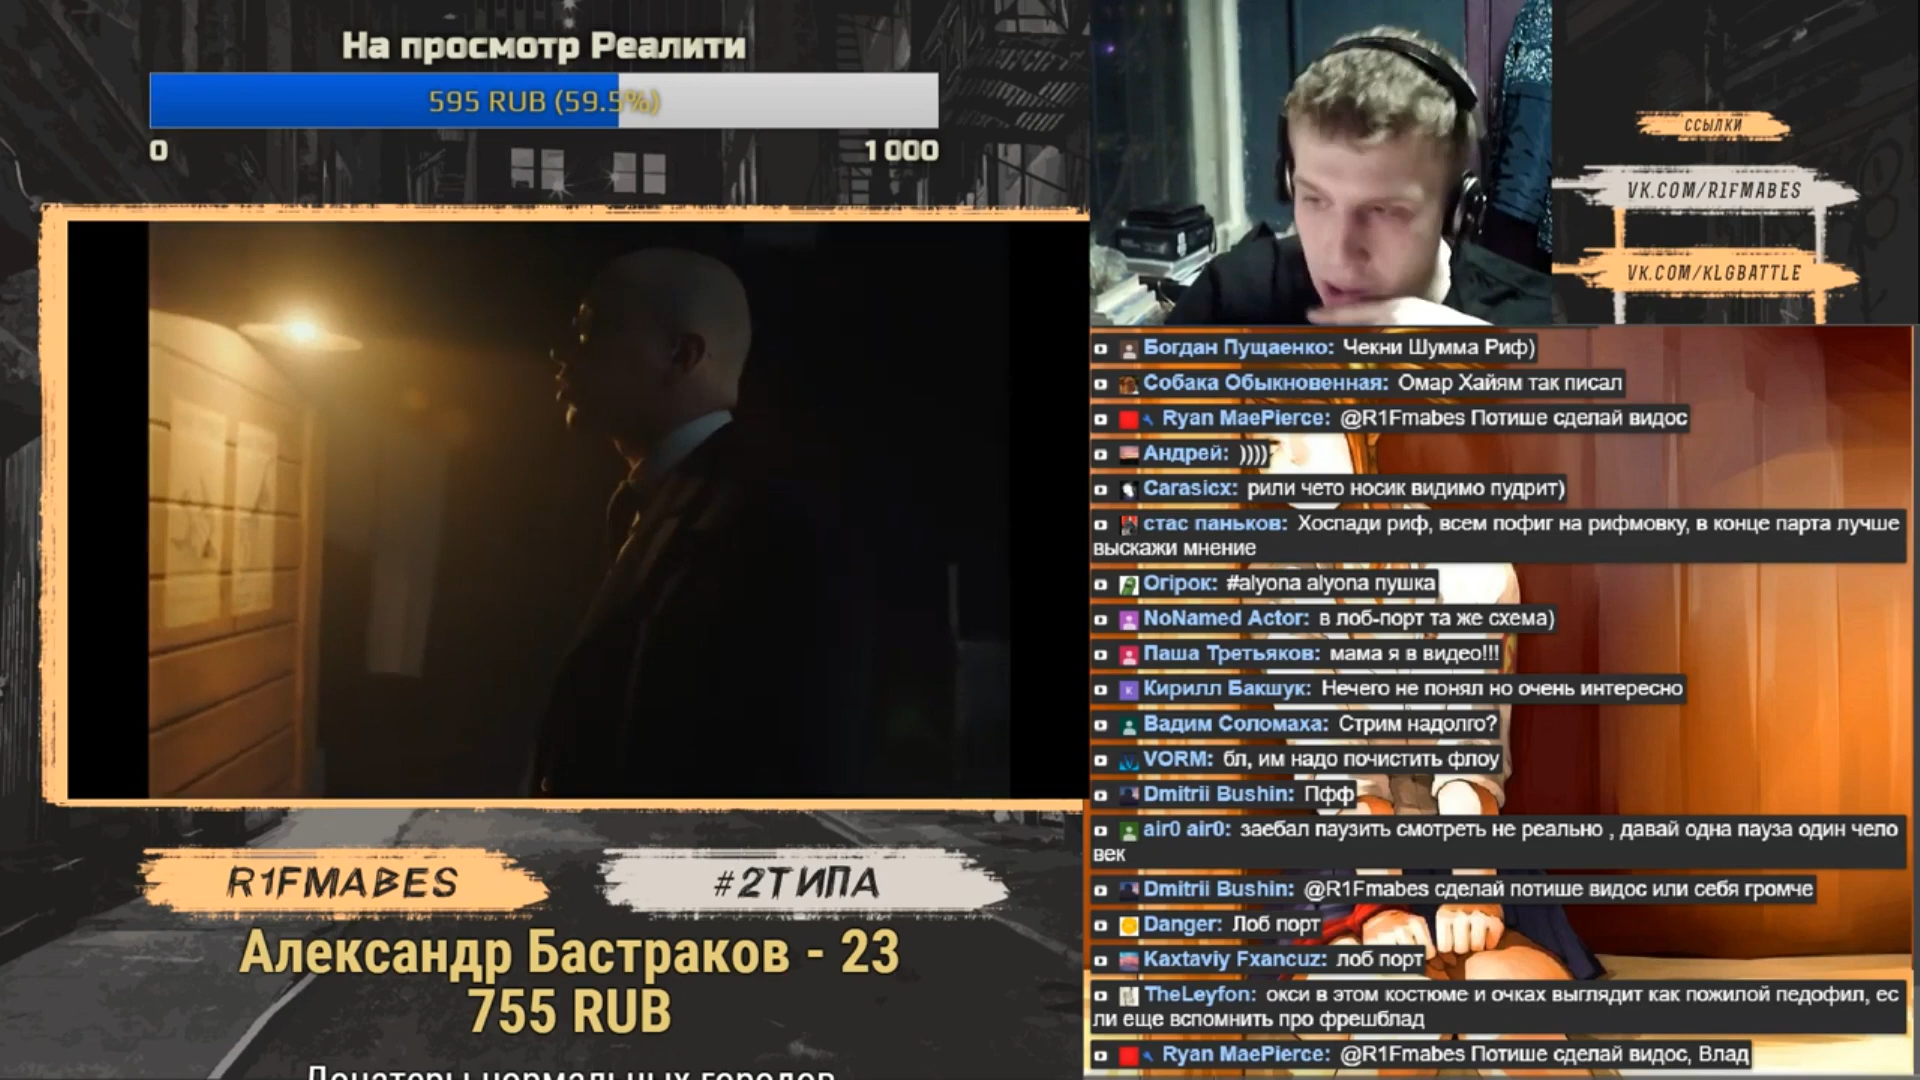 На просмотр Реалити
595 RUB (59.5%)
0
1 000
ССЫЛКИ
VK.COM/R1FMABES
VK.COM/KLGBATTLE
Богдан Пущаенко: Чекни Шумма Риф)
Собака Обыкновенная: Омар Хайям так писал
Ryan MaePierce: @R1Fmabes Потише сделай видос
Андрей: ))))
Carasicx: рили чето носик видимо пудрит)
стас паньков: Хоспади риф, всем пофиг на рифмовку, в конце парта лучше
выскажи мнение
Огірок: #alyona alyona пушка
NoNamed Actor: в лоб-порт та же схема)
Паша Третьяков: мама я в видео!!!
Кирилл Бакшук: Нечего не понял но очень интересно
Вадим Соломаха: Стрим надолго?
VORM: бл, им надо почистить флоу
Dmitrii Bushin: Пфф
air0 air0: заебал паузить смотреть не реально , давай одна пауза один чело
век
Dmitrii Bushin: @R1Fmabes сделай потише видос или себя громче
Danger: Лоб порт
Kaxtaviy Fxancuz: лоб порт
TheLeyfon: окси в этом костюме и очках выглядит как пожилой педофил, ес
ли еще вспомнить про фрешблад
Ryan MaePierce: @R1Fmabes Потише сделай видос, Влад
R1FMABES
#2ТИПА
Александр Бастраков - 23
755 RUB
Донатеры нормальных городов